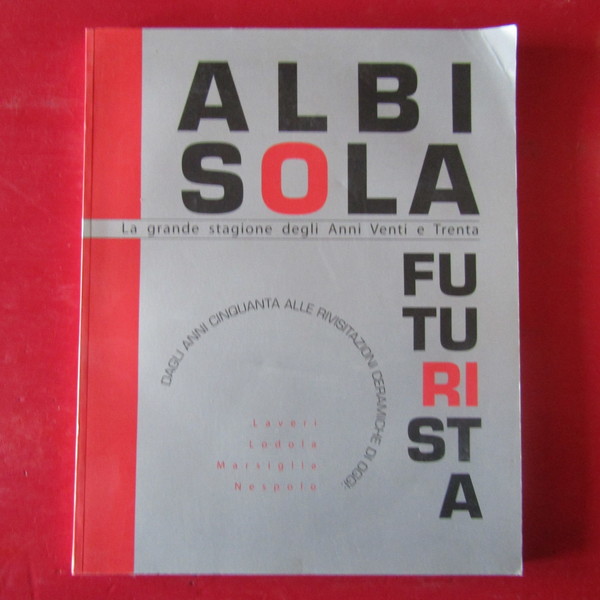 ALBI
SOLA
La grande stagione degli Anni Venti e Trenta
FU
TU
RI
ST
A
DAGLI ANNI CINQUANTA ALLE RIVISITAZIONI CERAMICHE DI OGGI:
Laveri
Lodola
Marsiglia
Nespolo